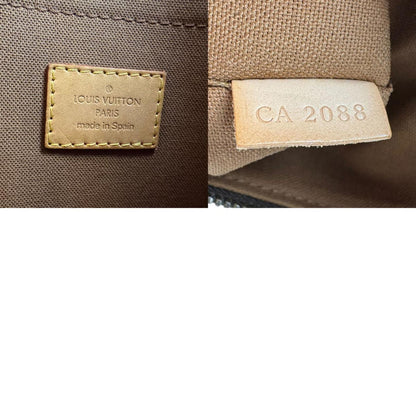 ®
LOUIS VUITTON
PARIS
made in Spain
CA 2088